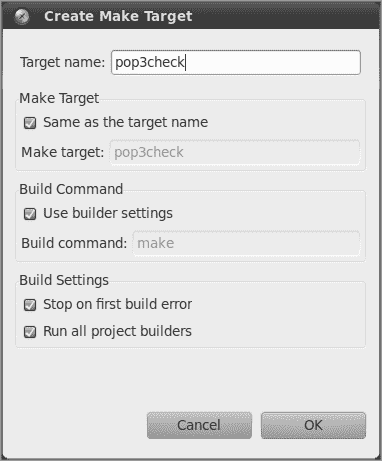 Create Make Target
Target name: pop3check
Make Target
Same as the target name
Make target: pop3check
Build Command
Use builder settings
Build command: make
Build Settings
Stop on first build error
Run all project builders
Cancel OK